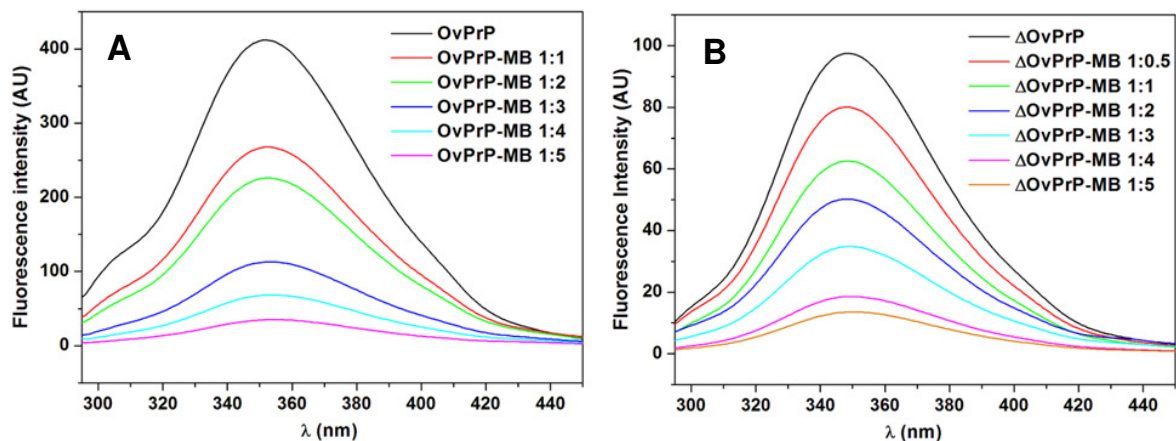 A
OvPrP
OvPrP-MB 1:1
OvPrP-MB 1:2
OvPrP-MB 1:3
OvPrP-MB 1:4
OvPrP-MB 1:5
Fluorescence intensity (AU)
400
300
200
100
0
300 320 340 360 380 400 420 440
λ (nm)
B
ΔOvPrP
ΔOvPrP-MB 1:0.5
ΔOvPrP-MB 1:1
ΔOvPrP-MB 1:2
ΔOvPrP-MB 1:3
ΔOvPrP-MB 1:4
ΔOvPrP-MB 1:5
Fluorescence Intensity (AU)
100
80
60
40
20
0
300 320 340 360 380 400 420 440
λ (nm)